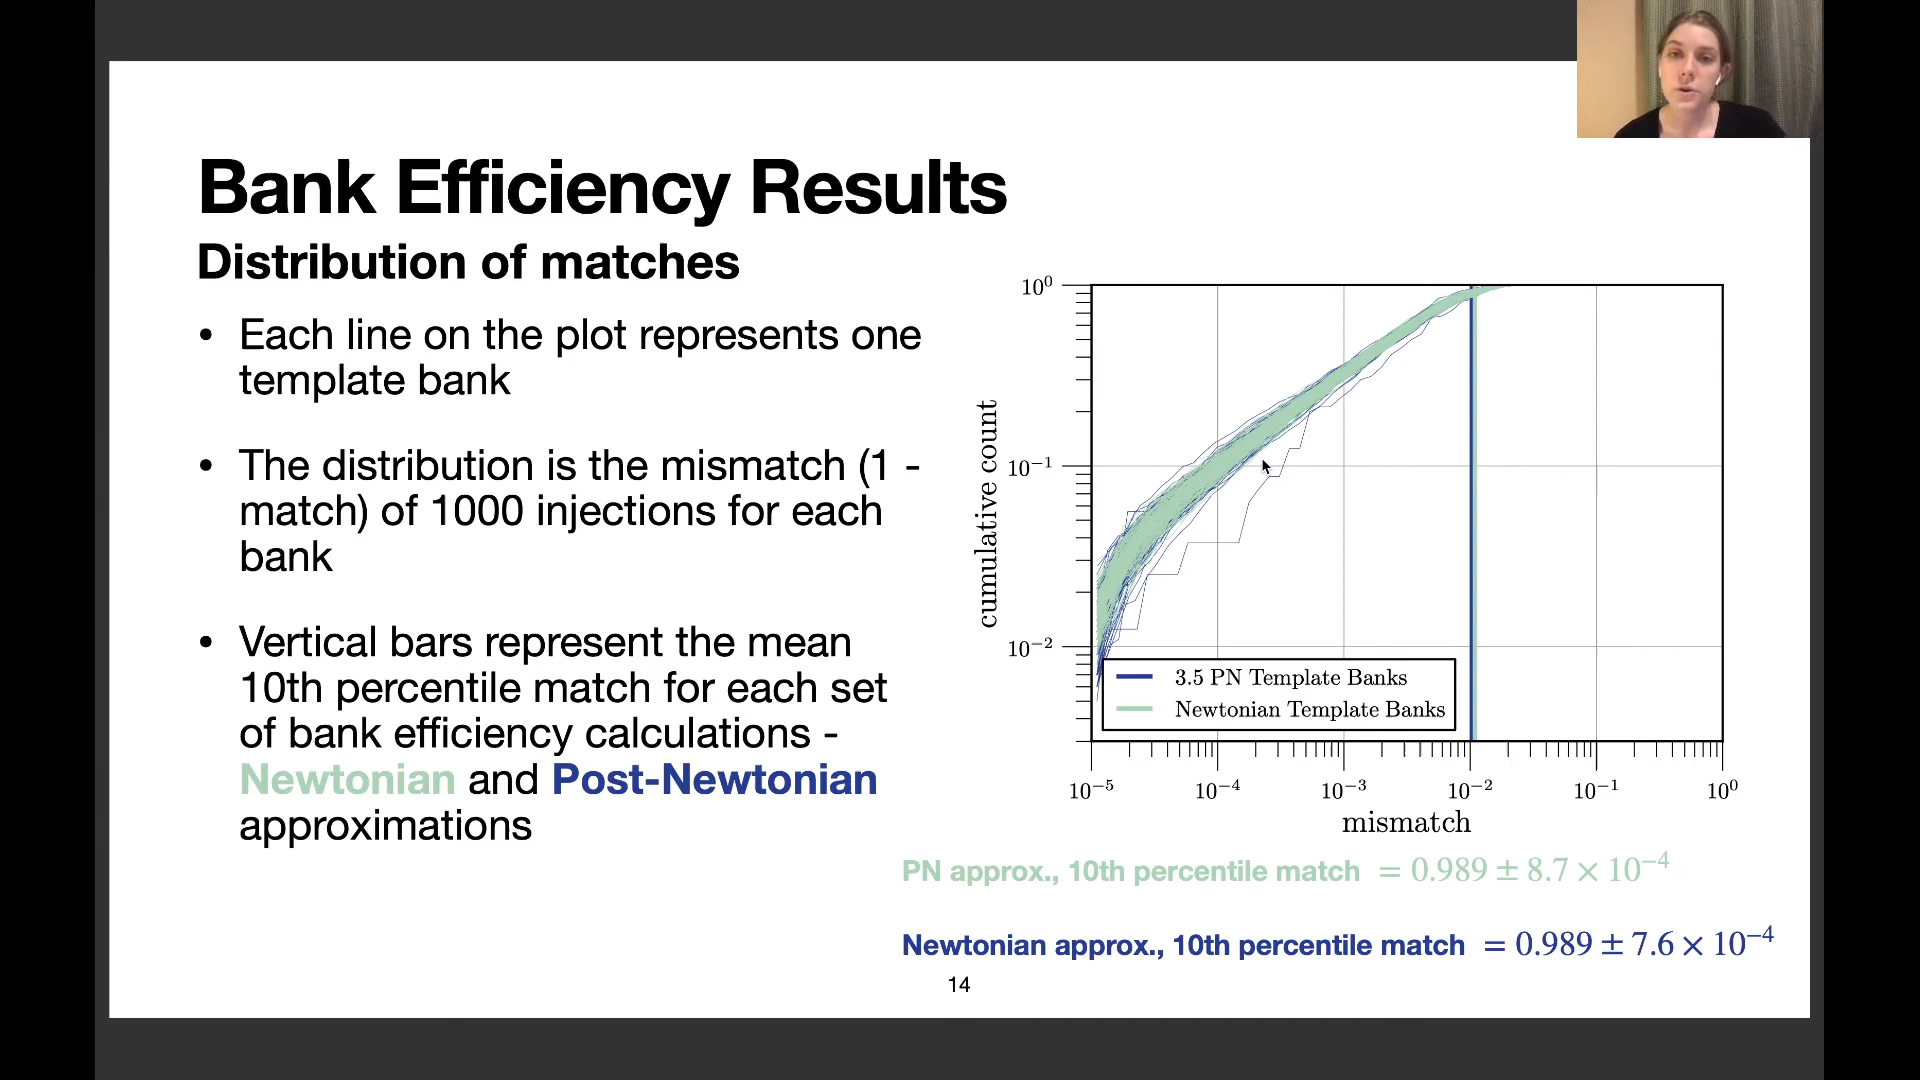 Bank Efficiency Results
Distribution of matches
• Each line on the plot represents one
template bank
• The distribution is the mismatch (1 -
match) of 1000 injections for each
bank
• Vertical bars represent the mean
10th percentile match for each set
of bank efficiency calculations -
Newtonian and Post-Newtonian
approximations
cumulative count
10⁰
10⁻¹
10⁻²
3.5 PN Template Banks
Newtonian Template Banks
10⁻⁵ 10⁻⁴ 10⁻³ 10⁻² 10⁻¹ 10⁰
mismatch
PN approx., 10th percentile match = 0.989 ± 8.7 × 10⁻⁴
Newtonian approx., 10th percentile match = 0.989 ± 7.6 × 10⁻⁴
14